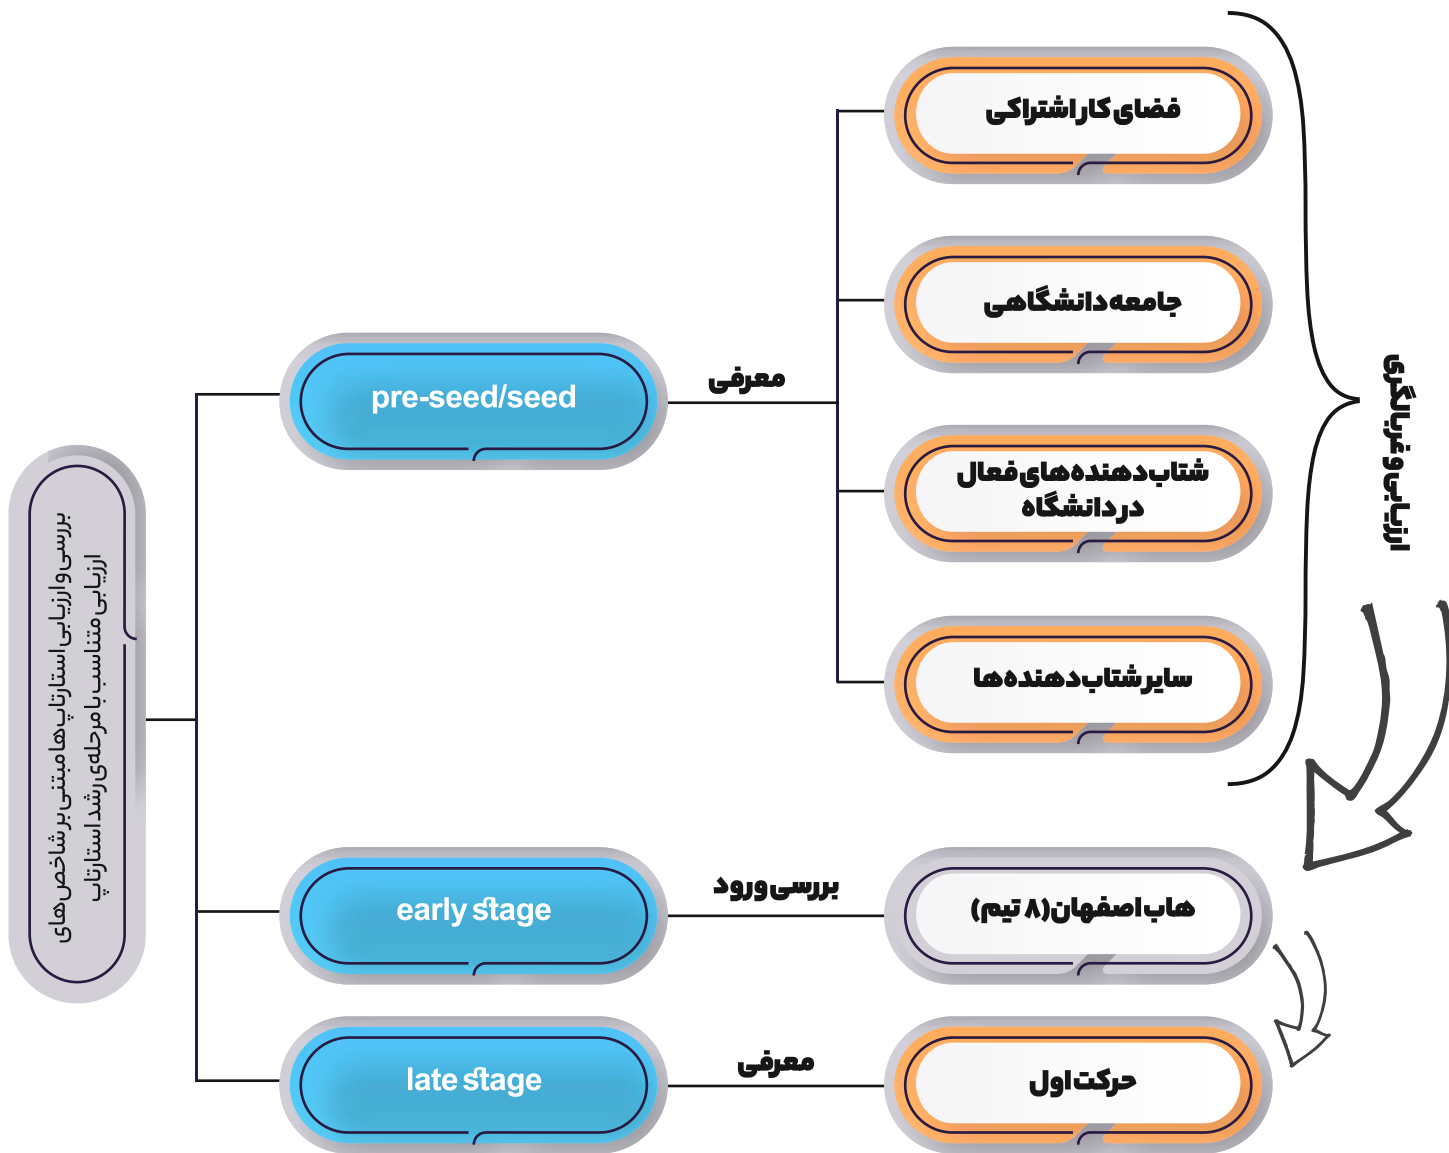 بررسی و ارزیابی استارتاپ‌ها مبتنی بر شاخص‌های
ارزیابی متناسب با مرحله‌ی رشد استارتاپ
pre-seed/seed
معرفی
فضای کار اشتراکی
جامعه دانشگاهی
شتاب‌دهنده‌های فعال
در دانشگاه
سایر شتاب‌دهنده‌ها
ارزیابی و غربالگری
early stage
بررسی ورود
هاب اصفهان (۸ تیم)
late stage
معرفی
حرکت اول